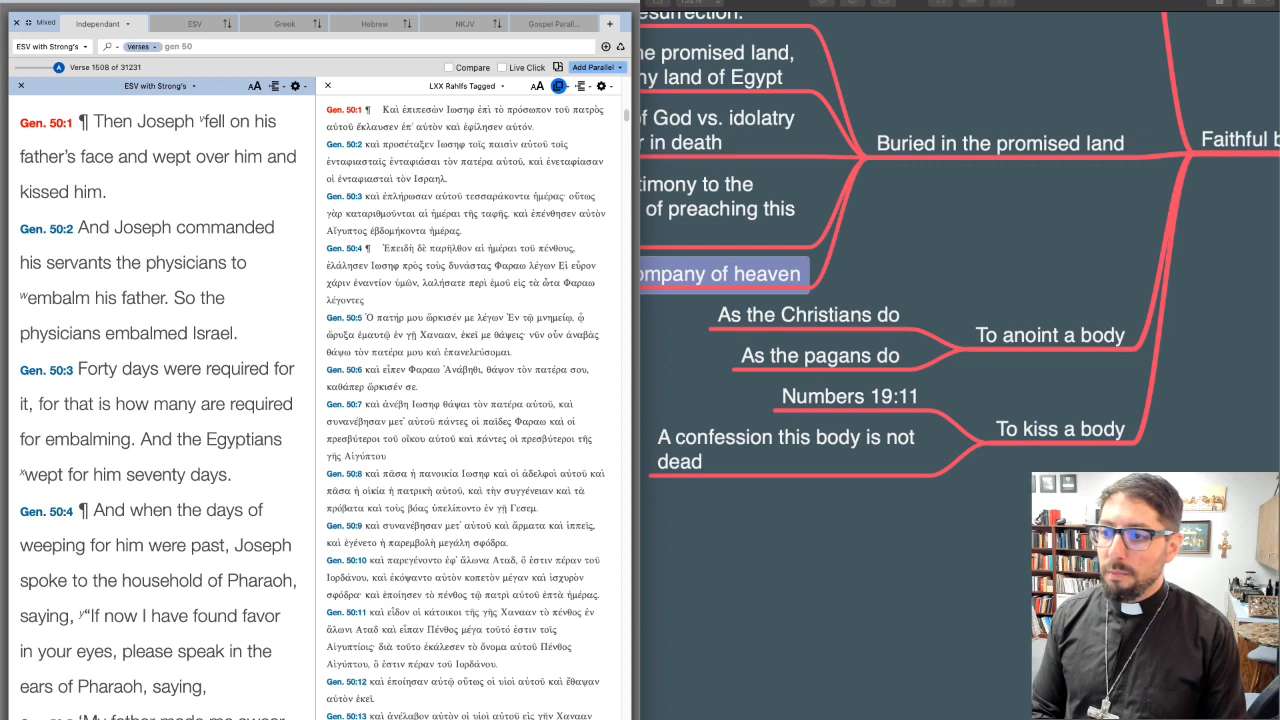 Mixed
Independant
ESV
Greek
Hebrew
NKJV
Gospel Parall...
ESV with Strong's
Verses
gen 50
A
Verse 1508 of 31231
Compare
Live Click
Add Parallel
ESV with Strong's
AA
Gen. 50:1 ¶ Then Joseph ᵛfell on his
father’s face and wept over him and
kissed him.
Gen. 50:2 And Joseph commanded
his servants the physicians to
ʷembalm his father. So the
physicians embalmed Israel.
Gen. 50:3 Forty days were required for
it, for that is how many are required
for embalming. And the Egyptians
ˣwept for him seventy days.
Gen. 50:4 ¶ And when the days of
weeping for him were past, Joseph
spoke to the household of Pharaoh,
saying, ʸ“If now I have found favor
in your eyes, please speak in the
ears of Pharaoh, saying,
LXX Rahlfs Tagged
AA
Gen. 50:1 ¶ Καὶ ἐπιπεσὼν Ιωσηφ ἐπὶ τὸ πρόσωπον τοῦ πατρὸς
αὐτοῦ ἔκλαυσεν ἐπ᾽ αὐτὸν καὶ ἐφίλησεν αὐτόν.
Gen. 50:2 καὶ προσέταξεν Ιωσηφ τοῖς παισὶν αὐτοῦ τοῖς
ἐνταφιασταῖς ἐνταφιάσαι τὸν πατέρα αὐτοῦ, καὶ ἐνεταφίασαν
οἱ ἐνταφιασταὶ τὸν Ισραηλ.
Gen. 50:3 καὶ ἐπλήρωσαν αὐτοῦ τεσσαράκοντα ἡμέρας· οὕτως
γὰρ καταριθμοῦνται αἱ ἡμέραι τῆς ταφῆς. καὶ ἐπένθησεν αὐτὸν
Αἴγυπτος ἑβδομήκοντα ἡμέρας.
Gen. 50:4 ¶ Ἐπειδὴ δὲ παρῆλθον αἱ ἡμέραι τοῦ πένθους,
ἐλάλησεν Ιωσηφ πρὸς τοὺς δυνάστας Φαραω λέγων Εἰ εὗρον
χάριν ἐναντίον ὑμῶν, λαλήσατε περὶ ἐμοῦ εἰς τὰ ὦτα Φαραω
λέγοντες
Gen. 50:5 Ὁ πατήρ μου ὥρκισέν με λέγων Ἐν τῷ μνημείῳ, ᾧ
ὤρυξα ἐμαυτῷ ἐν γῇ Χανααν, ἐκεῖ με θάψεις· νῦν οὖν ἀναβὰς
θάψω τὸν πατέρα μου καὶ ἐπανελεύσομαι.
Gen. 50:6 καὶ εἶπεν Φαραω Ἀνάβηθι, θάψον τὸν πατέρα σου,
καθάπερ ὥρκισέν σε.
Gen. 50:7 καὶ ἀνέβη Ιωσηφ θάψαι τὸν πατέρα αὐτοῦ, καὶ
συνανέβησαν μετ᾽ αὐτοῦ πάντες οἱ παῖδες Φαραω καὶ οἱ
πρεσβύτεροι τοῦ οἴκου αὐτοῦ καὶ πάντες οἱ πρεσβύτεροι τῆς
γῆς Αἰγύπτου
Gen. 50:8 καὶ πᾶσα ἡ πανοικία Ιωσηφ καὶ οἱ ἀδελφοὶ αὐτοῦ καὶ
πᾶσα ἡ οἰκία ἡ πατρικὴ αὐτοῦ, καὶ τὴν συγγένειαν καὶ τὰ
πρόβατα καὶ τοὺς βόας ὑπελίποντο ἐν γῇ Γεσεμ.
Gen. 50:9 καὶ συνανέβησαν μετ᾽ αὐτοῦ καὶ ἅρματα καὶ ἱππεῖς,
καὶ ἐγένετο ἡ παρεμβολὴ μεγάλη σφόδρα.
Gen. 50:10 καὶ παρεγένοντο ἐφ᾽ ἅλωνα Αταδ, ὅ ἐστιν πέραν τοῦ
Ιορδάνου, καὶ ἐκόψαντο αὐτὸν κοπετὸν μέγαν καὶ ἰσχυρὸν
σφόδρα· καὶ ἐποίησεν τὸ πένθος τῷ πατρὶ αὐτοῦ ἑπτὰ ἡμέρας.
Gen. 50:11 καὶ εἶδον οἱ κάτοικοι τῆς γῆς Χανααν τὸ πένθος ἐν
ἅλωνι Αταδ καὶ εἶπαν Πένθος μέγα τοῦτό ἐστιν τοῖς
Αἰγυπτίοις· διὰ τοῦτο ἐκάλεσεν τὸ ὄνομα αὐτοῦ Πένθος
Αἰγύπτου, ὅ ἐστιν πέραν τοῦ Ιορδάνου.
Gen. 50:12 καὶ ἐποίησαν αὐτῷ οὕτως οἱ υἱοὶ αὐτοῦ καὶ ἔθαψαν
αὐτὸν ἐκεῖ.
Gen. 50:13 καὶ ἀνέλαβον αὐτὸν οἱ υἱοὶ αὐτοῦ εἰς γῆν Χανααν
esurrection.
e promised land,
y land of Egypt
of God vs. idolatry
r in death
timony to the
of preaching this
ompany of heaven
Buried in the promised land
Faithful b
As the Christians do
As the pagans do
To anoint a body
Numbers 19:11
A confession this body is not
dead
To kiss a body